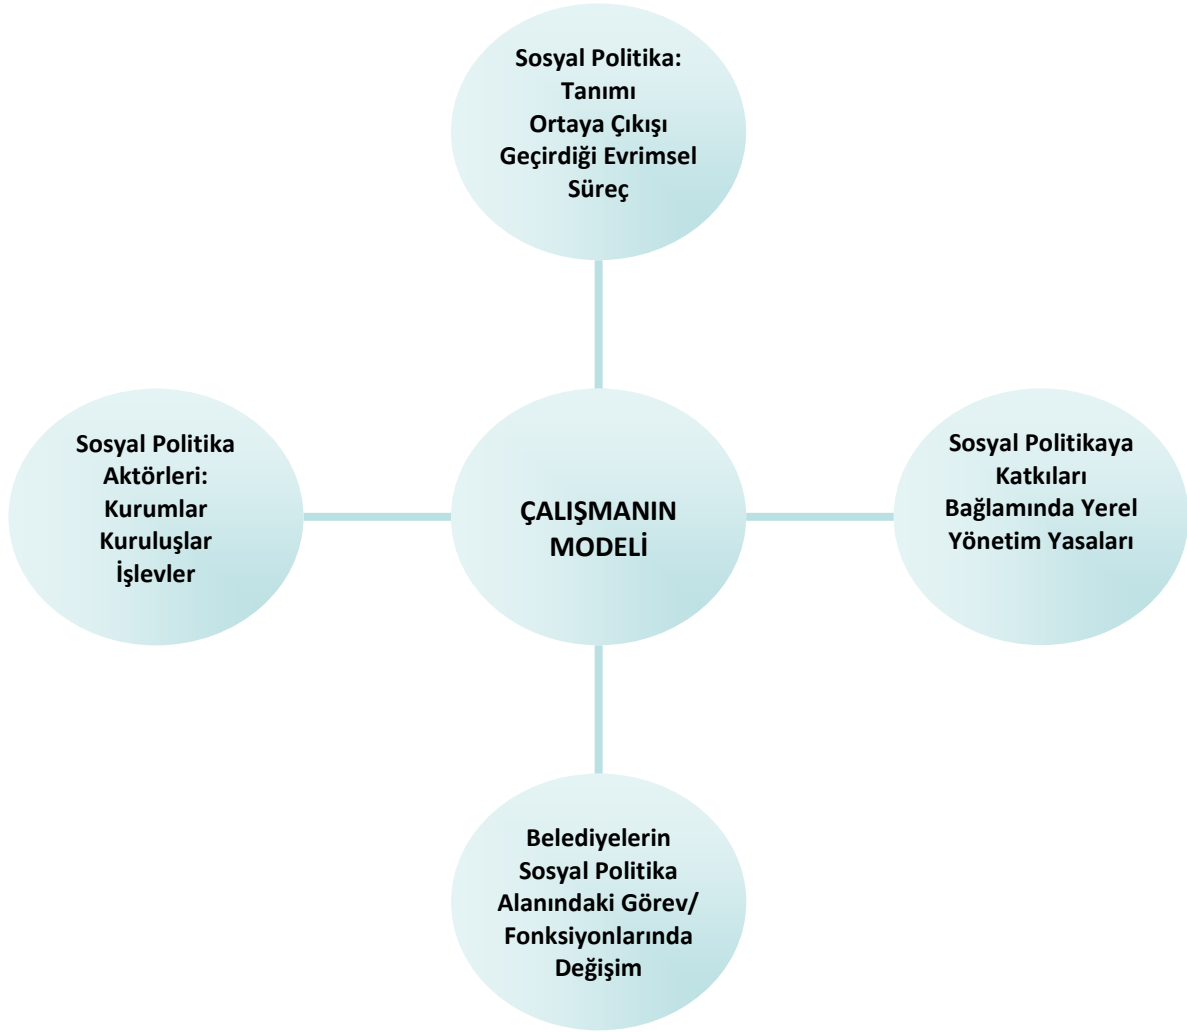 Sosyal Politika:
Tanımı
Ortaya Çıkışı
Geçirdiği Evrimsel
Süreç
Sosyal Politika
Aktörleri:
Kurumlar
Kuruluşlar
İşlevler
ÇALIŞMANIN
MODELİ
Sosyal Politikaya
Katkıları
Bağlamında Yerel
Yönetim Yasaları
Belediyelerin
Sosyal Politika
Alanındaki Görev/
Fonksiyonlarında
Değişim